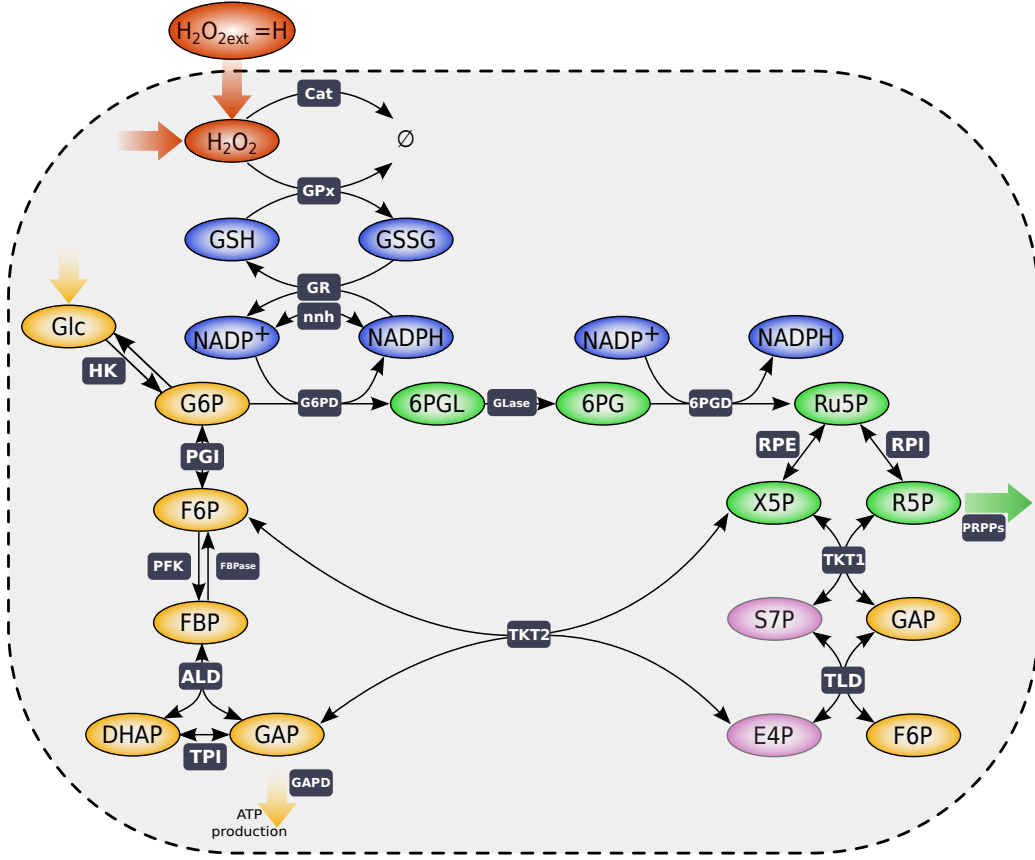 H₂O₂ext =H
Cat
H₂O₂
∅
GPx
GSH
GSSG
GR
nnh
Glc
NADP+
NADPH
NADP+
NADPH
HK
G6P
G6PD
6PGL
GLase
6PG
6PGD
Ru5P
PGI
RPE
RPI
F6P
X5P
R5P
PRPPs
PFK
FBPase
TKT1
FBP
TKT2
S7P
GAP
ALD
TLD
DHAP
GAP
TPI
E4P
F6P
GAPD
ATP
production